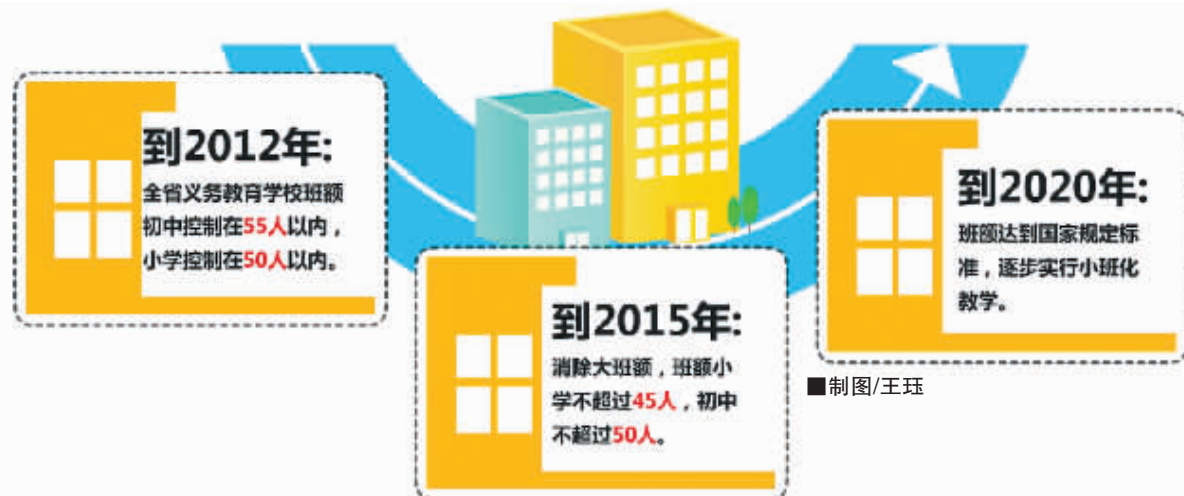 到2012年:
全省义务教育学校班额
初中控制在55人以内，
小学控制在50人以内。
到2015年:
消除大班额，班额小
学不超过45人，初中
不超过50人。
到2020年:
班额达到国家规定标
准，逐步实行小班化
教学。
■制图/王珏